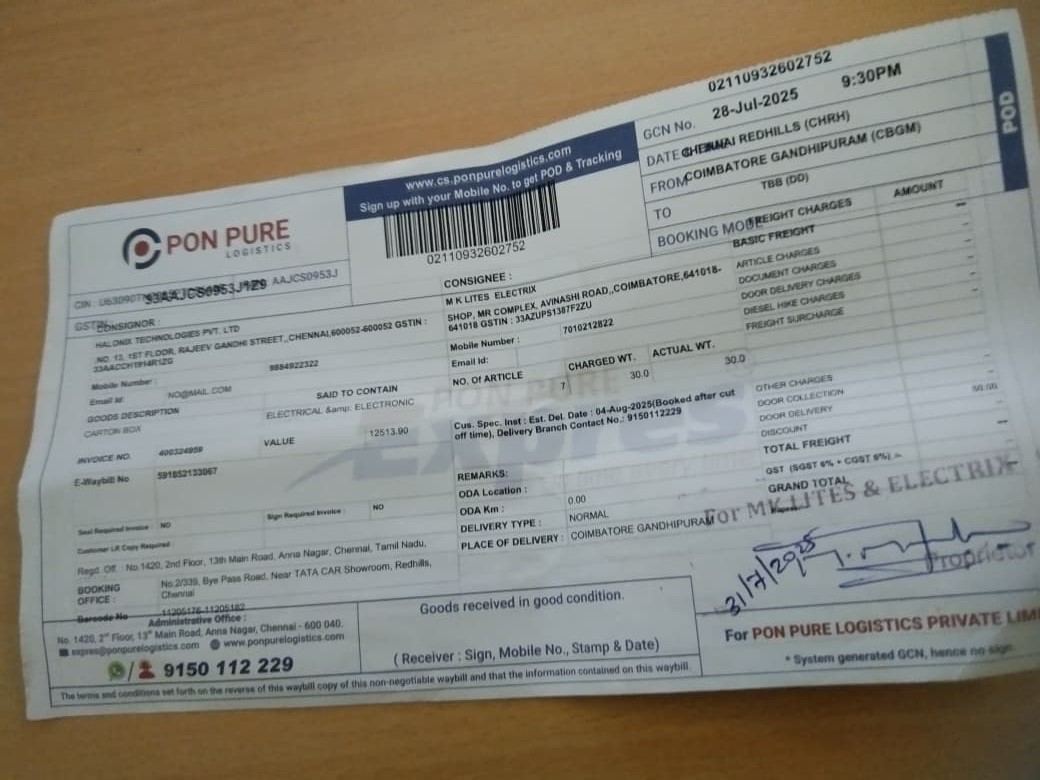 PON PURE
LOGISTICS
www.cs.ponpurelogistics.com
Sign up with your Mobile No. to get POD & Tracking
02110932602752
GCN No. 02110932602752
DATE 28-Jul-2025 9:30PM
FROM CHENNAI REDHILLS (CHRH)
TO COIMBATORE GANDHIPURAM (CBGM)
BOOKING MODE TBB (DD)
POD
CIN : AAJCS0953J
GSTIN 33AAJCS0953J1Z9
CONSIGNOR :
HALONIX TECHNOLOGIES PVT. LTD
NO. 12, 1ST FLOOR, RAJEEV GANDHI STREET,,CHENNAI,600052-600052 GSTIN :
Mobile Number : 9884922322
Email Id: NO@MAIL.COM
GOODS DESCRIPTION SAID TO CONTAIN
CARTON BOX ELECTRICAL &amp; ELECTRONIC
INVOICE NO. VALUE 12513.90
E-Waybill No 591852133067
Seal Required Invoice : NO Sign Required Invoice : NO
Customer LR Copy Required :
CONSIGNEE :
M K LITES ELECTRIX
SHOP, MR COMPLEX, AVINASHI ROAD,,COIMBATORE,641018-
641018 GSTIN : 33AZUPS1387F2ZU
Mobile Number : 7010212822
Email Id:
NO. Of ARTICLE CHARGED WT. ACTUAL WT.
7 30.0 30.0
Cus. Spec. Inst : Est. Del. Date : 04-Aug-2025(Booked after cut
off time), Delivery Branch Contact No.: 9150112229
REMARKS:
ODA Location :
ODA Km : 0.00
DELIVERY TYPE : NORMAL
PLACE OF DELIVERY : COIMBATORE GANDHIPURAM
FREIGHT CHARGES AMOUNT
BASIC FREIGHT
ARTICLE CHARGES
DOCUMENT CHARGES
DOOR DELIVERY CHARGES
DIESEL HIKE CHARGES
FREIGHT SURCHARGE
OTHER CHARGES
DOOR COLLECTION 50.00
DOOR DELIVERY
DISCOUNT
TOTAL FREIGHT
GST (SGST 6% + CGST 6%)
GRAND TOTAL
PON PURE
Express
Regd. Off : No.1420, 2nd Floor, 13th Main Road, Anna Nagar, Chennai, Tamil Nadu,
BOOKING OFFICE : No.2/339, Bye Pass Road, Near TATA CAR Showroom, Redhills,
Chennai
Barcode No 11205176-11205182
Administrative Office :
No. 1420, 2nd Floor, 13th Main Road, Anna Nagar, Chennai - 600 040.
expres@ponpurelogistics.com www.ponpurelogistics.com
9150 112 229
Goods received in good condition.
( Receiver : Sign, Mobile No., Stamp & Date)
For MK LITES & ELECTRIX
31/7/2025
Proprietor
For PON PURE LOGISTICS PRIVATE LIM
* System generated GCN, hence no sign.
The terms and conditions set forth on the reverse of this waybill copy of this non-negotiable waybill and that the information contained on this waybill.